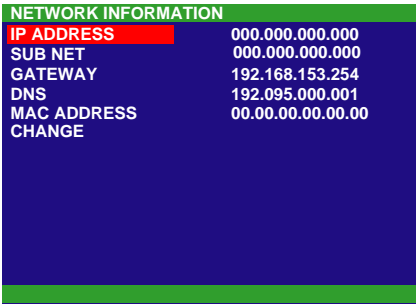 NETWORK INFORMATION
IP ADDRESS 000.000.000.000
SUB NET 000.000.000.000
GATEWAY 192.168.153.254
DNS 192.095.000.001
MAC ADDRESS 00.00.00.00.00.00
CHANGE